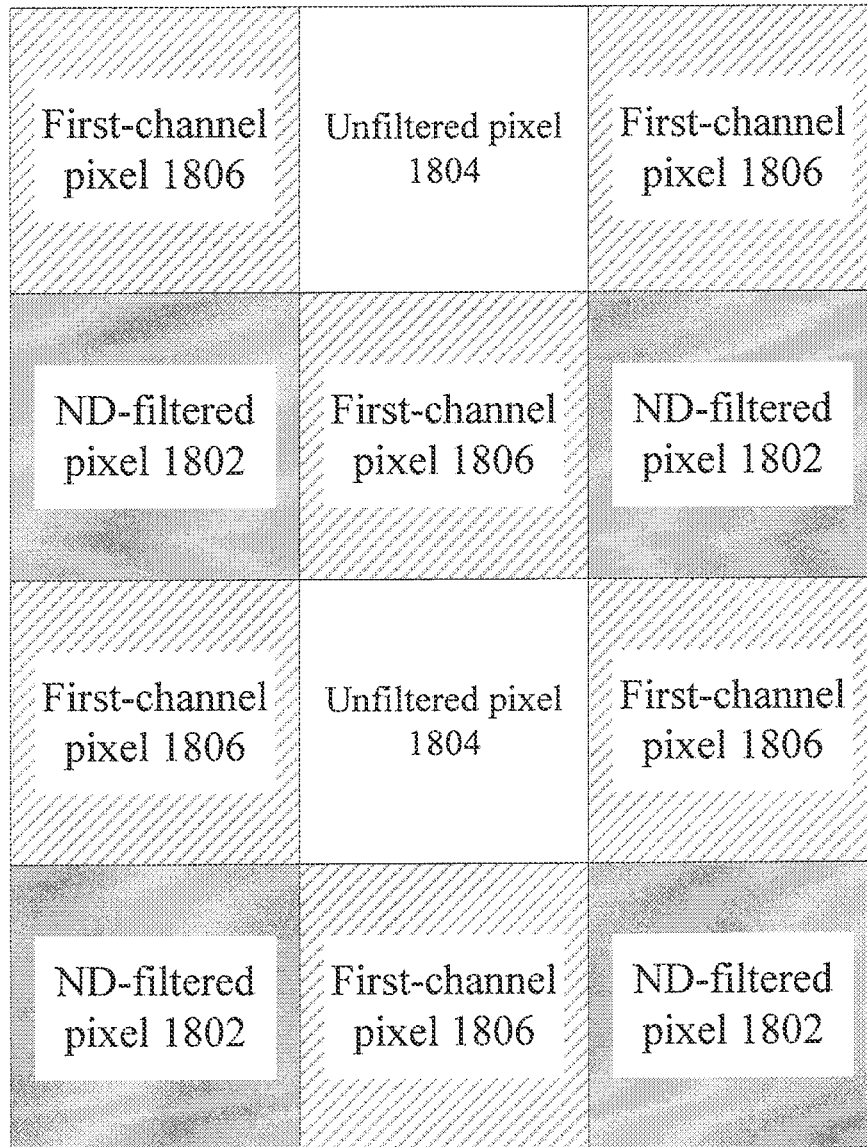 First-channel
pixel 1806
Unfiltered pixel
1804
First-channel
pixel 1806
ND-filtered
pixel 1802
First-channel
pixel 1806
ND-filtered
pixel 1802
First-channel
pixel 1806
Unfiltered pixel
1804
First-channel
pixel 1806
ND-filtered
pixel 1802
First-channel
pixel 1806
ND-filtered
pixel 1802